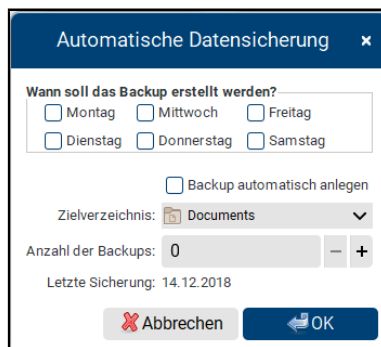 Automatische Datensicherung ×
Wann soll das Backup erstellt werden?
Montag Mittwoch Freitag
Dienstag Donnerstag Samstag
Backup automatisch anlegen
Zielverzeichnis: Documents
Anzahl der Backups: 0 − +
Letzte Sicherung: 14.12.2018
Abbrechen OK